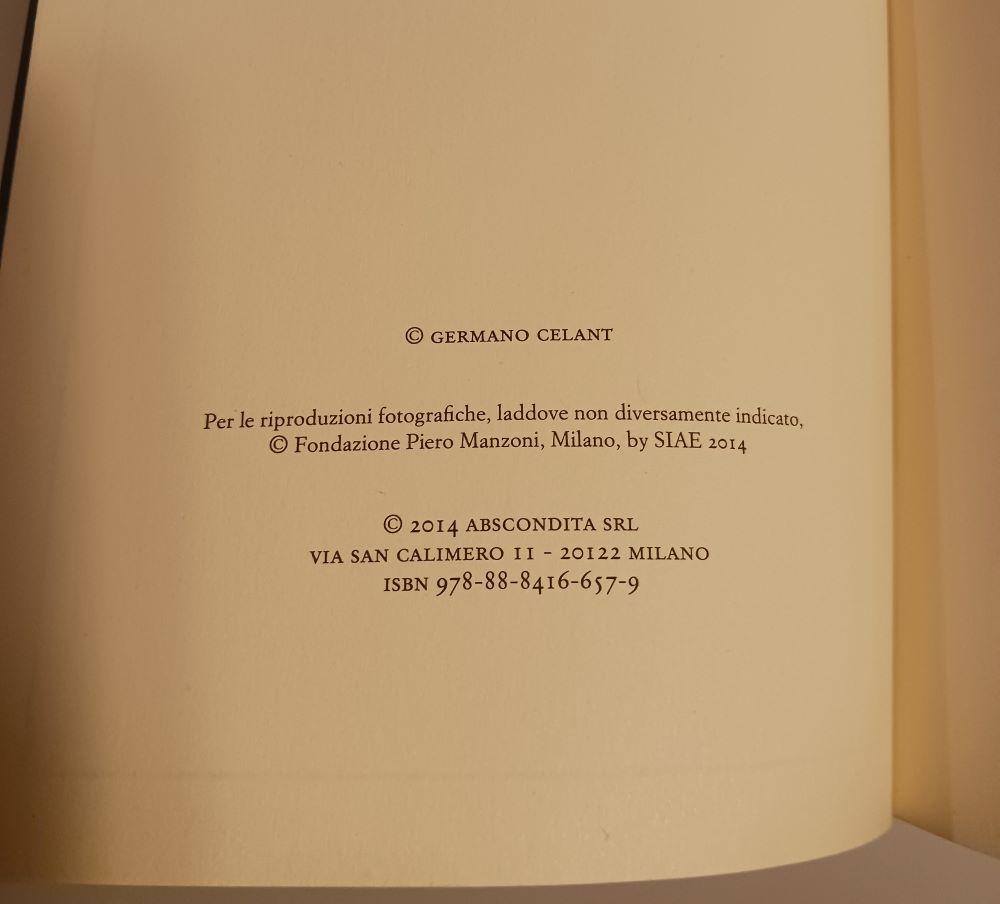 © GERMANO CELANT
Per le riproduzioni fotografiche, laddove non diversamente indicato,
© Fondazione Piero Manzoni, Milano, by SIAE 2014
© 2014 ABSCONDITA SRL
VIA SAN CALIMERO 11 - 20122 MILANO
ISBN 978-88-8416-657-9